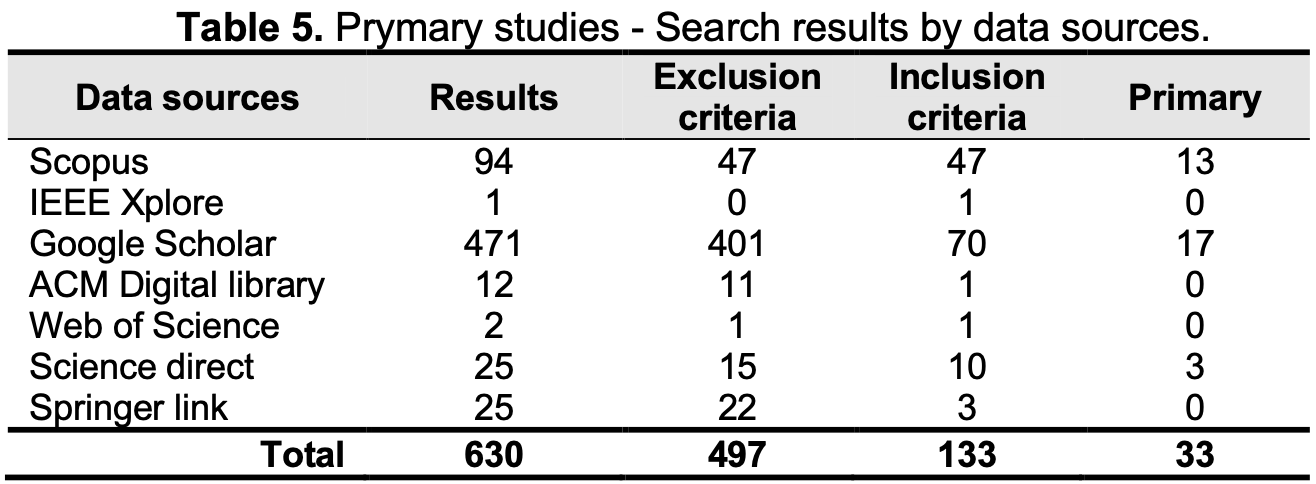 Table 5. Prymary studies - Search results by data sources.
Data sources Results Exclusion criteria Inclusion criteria Primary
Scopus 94 47 47 13
IEEE Xplore 1 0 1 0
Google Scholar 471 401 70 17
ACM Digital library 12 11 1 0
Web of Science 2 1 1 0
Science direct 25 15 10 3
Springer link 25 22 3 0
Total 630 497 133 33